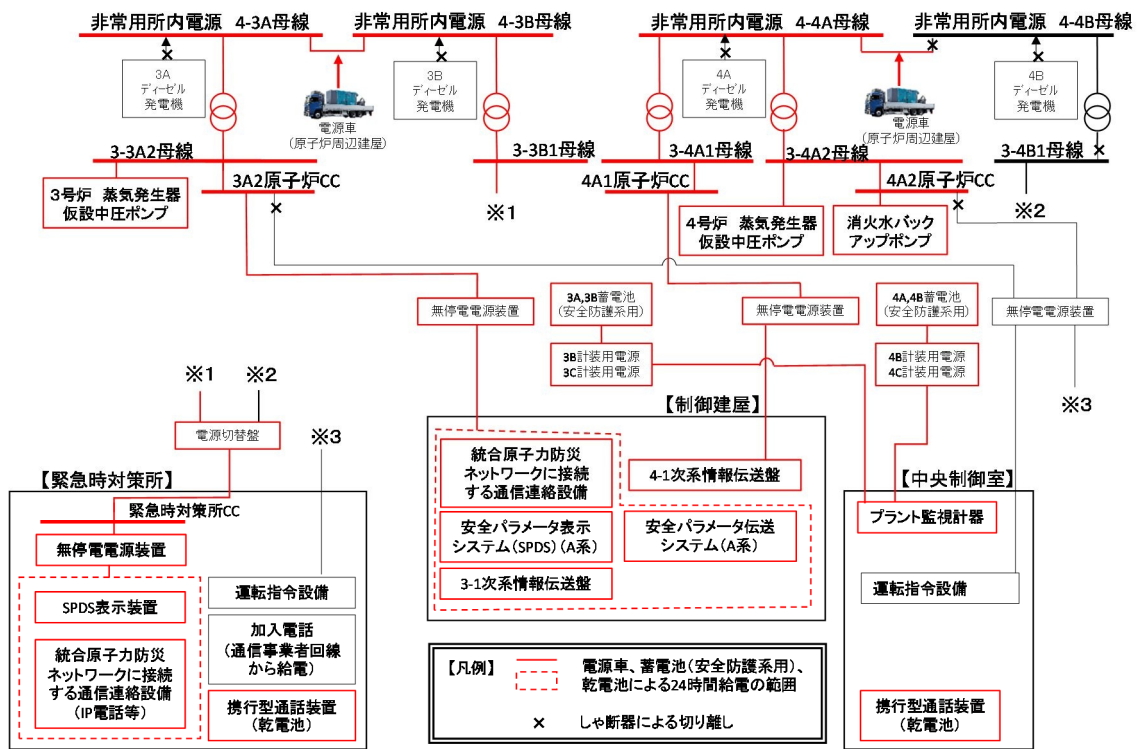 非常用所内電源 4-3A母線
非常用所内電源 4-3B母線
非常用所内電源 4-4A母線
非常用所内電源 4-4B母線
3A
ディーゼル
発電機
3B
ディーゼル
発電機
4A
ディーゼル
発電機
4B
ディーゼル
発電機
電源車
(原子炉周辺建屋)
電源車
(原子炉周辺建屋)
3-3A2母線
3-3B1母線
3-4A1母線
3-4A2母線
3-4B1母線
3A2原子炉CC
4A1原子炉CC
4A2原子炉CC
3号炉 蒸気発生器
仮設中圧ポンプ
※1
4号炉 蒸気発生器
仮設中圧ポンプ
消火水バック
アップポンプ
※2
無停電電源装置
3A,3B蓄電池
(安全防護系用)
無停電電源装置
4A,4B蓄電池
(安全防護系用)
無停電電源装置
3B計装用電源
3C計装用電源
4B計装用電源
4C計装用電源
※3
※1
※2
電源切替盤
※3
【緊急時対策所】
緊急時対策所CC
無停電電源装置
SPDS表示装置
統合原子力防災
ネットワークに接続
する通信連絡設備
(IP電話等)
運転指令設備
加入電話
(通信事業者回線
から給電)
携行型通話装置
(乾電池)
【制御建屋】
統合原子力防災
ネットワークに接続
する通信連絡設備
4-1次系情報伝送盤
安全パラメータ表示
システム(SPDS)(A系)
安全パラメータ伝送
システム(A系)
3-1次系情報伝送盤
【中央制御室】
プラント監視計器
運転指令設備
携行型通話装置
(乾電池)
【凡例】
電源車、蓄電池(安全防護系用)、
乾電池による24時間給電の範囲
× しゃ断器による切り離し